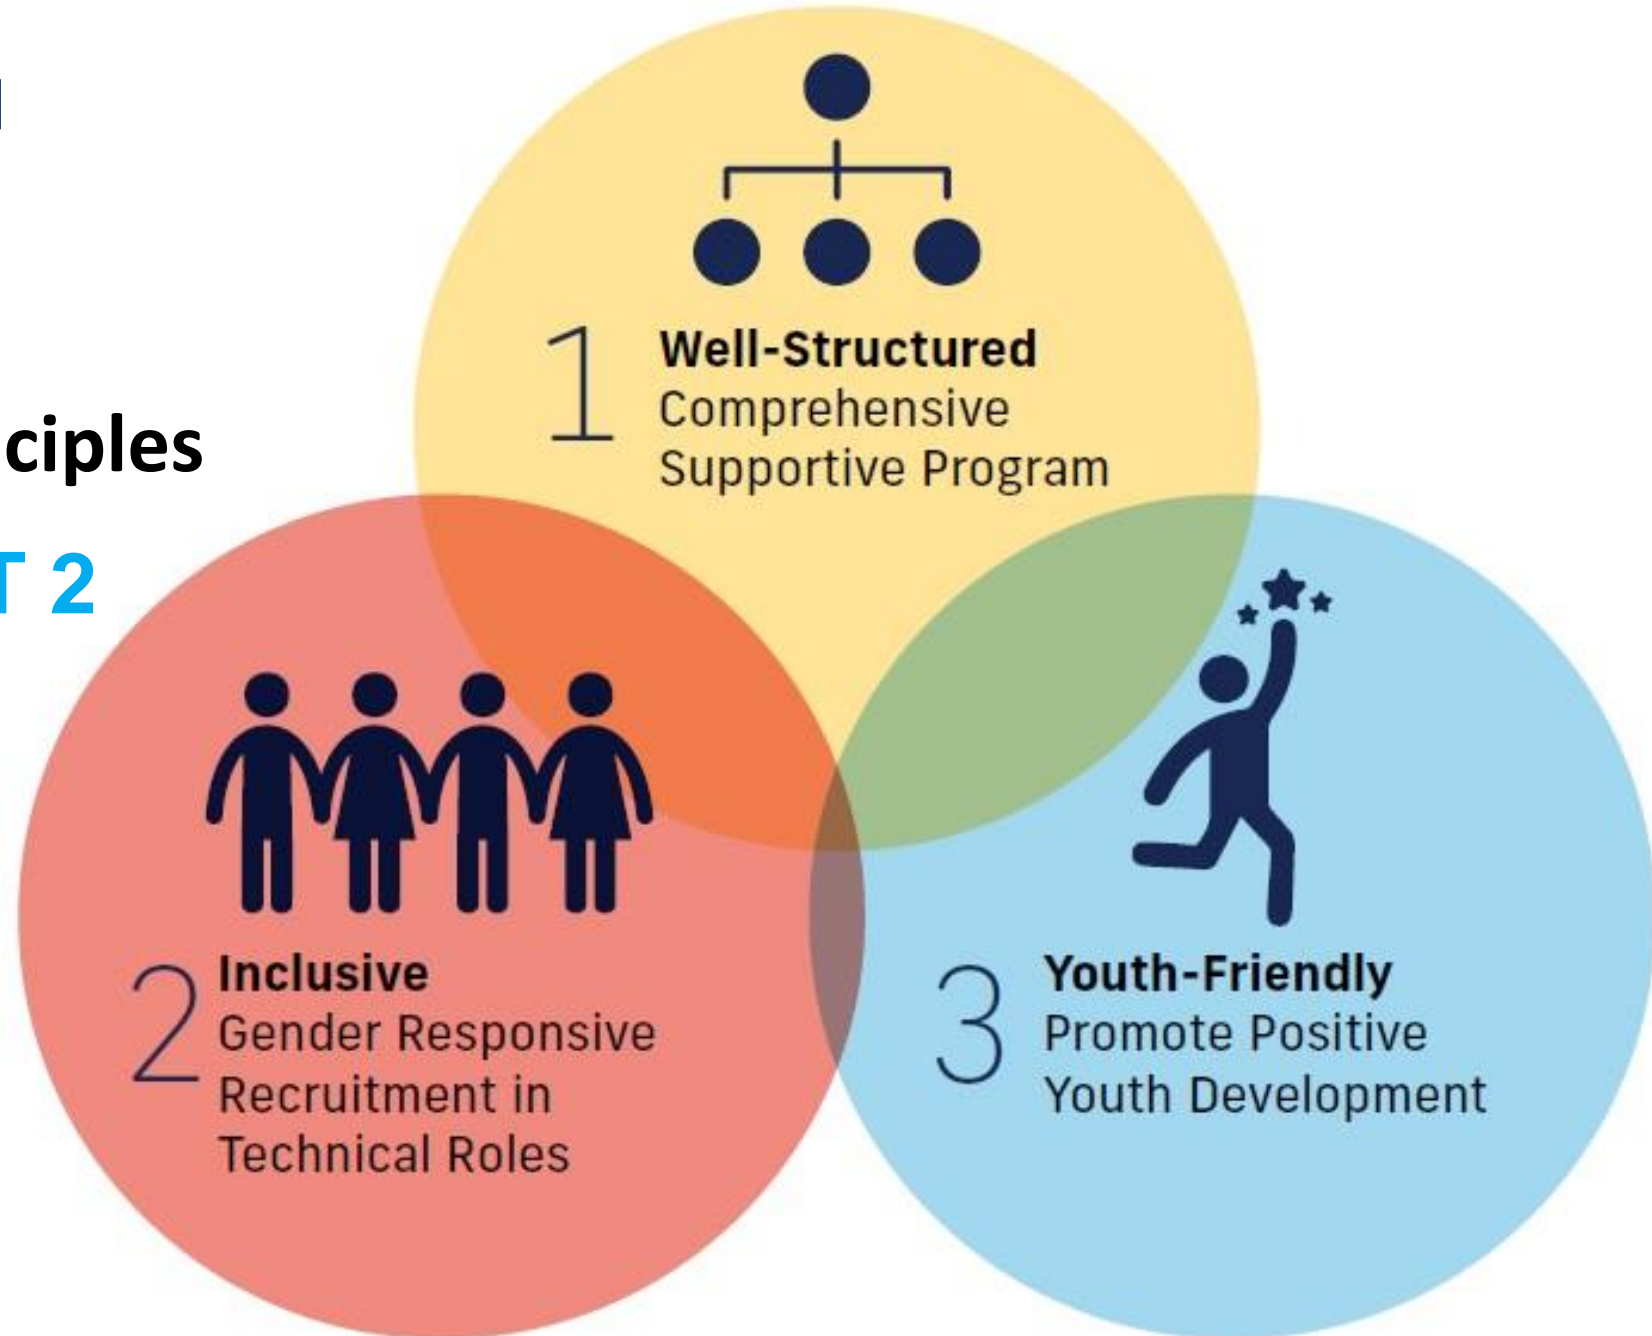 1
Well-Structured
Comprehensive
Supportive Program
ciples
T 2
2
Inclusive
Gender Responsive
Recruitment in
Technical Roles
3
Youth-Friendly
Promote Positive
Youth Development